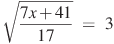 √((7x + 41)/17) = 3